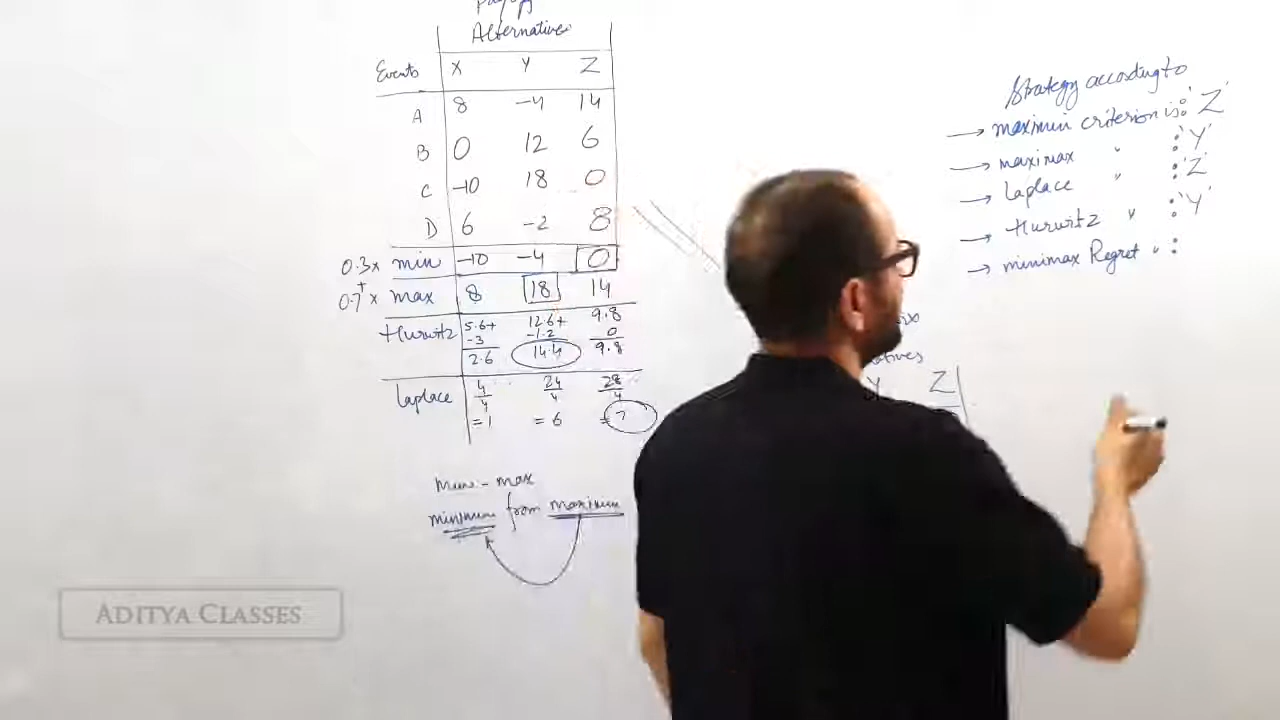 Alternatives
Events X Y Z
A 8 -4 14
B 0 12 6
C -10 18 0
D 6 -2 8
0.3x min -10 -4 0
+
0.7x max 8 18 14
Hurwitz 5.6+ 12.6+ 9.8
-3 -1.2 0
2.6 14.4 9.8
Laplace 4/4 24/4 28/4
=1 =6 =7
mini-max
minimum from maximum
Strategy according to
→ maximin criterion is: 'Z'
→ maximax " : 'Y'
→ Laplace " : 'Z'
→ Hurwitz " : 'Y'
→ minimax Regret " :
Y Z
ADITYA CLASSES